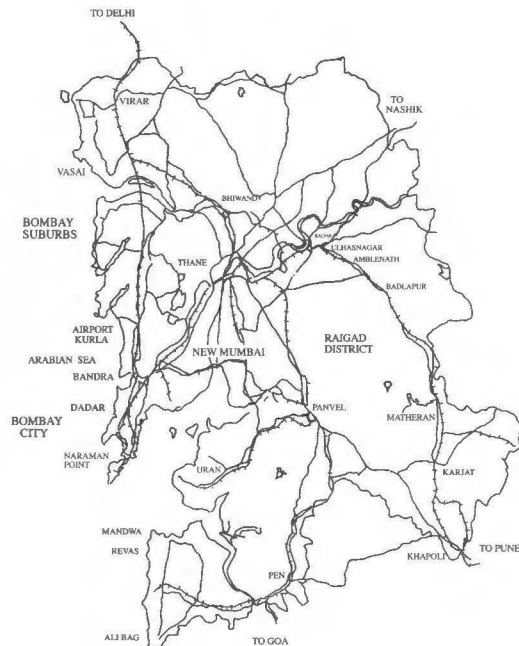 TO DELHI
VIRAR
TO
NASHIK
VASAI
BHIWANDI
BOMBAY
SUBURBS
KALYAN
ULHASNAGAR
AMBLENATH
THANE
BADLAPUR
AIRPORT
KURLA
RAIGAD
DISTRICT
ARABIAN SEA
NEW MUMBAI
BANDRA
DADAR
PANVEL
MATHERAN
BOMBAY
CITY
NARAMAN
POINT
URAN
KARJAT
MANDWA
REVAS
TO PUNE
KHAPOLI
PEN
ALI BAG
TO GOA